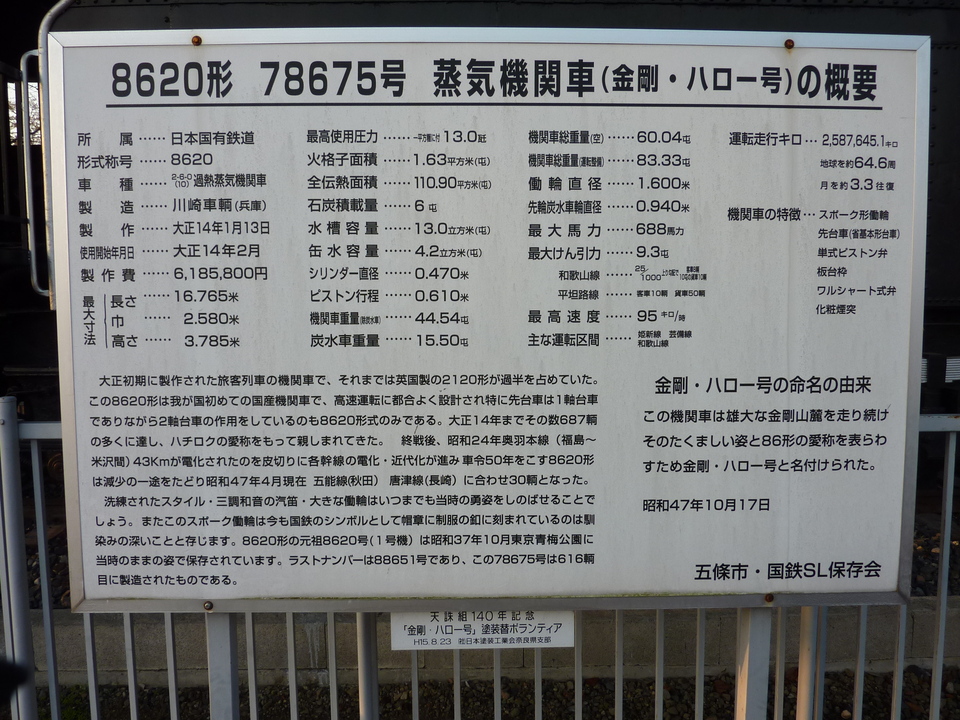 8620形 78675号 蒸気機関車(金剛・ハロー号)の概要
所属……日本国有鉄道
形式称号……8620
車種……2-6-0(10)過熱蒸気機関車
製造……川崎車輌(兵庫)
製作……大正14年1月13日
使用開始年月日……大正14年2月
製作費……6,185,800円
最大寸法
長さ……16.765米
巾……2.580米
高さ……3.785米
最高使用圧力……一平方糎に付13.0瓩
火格子面積……1.63平方米(屯)
全伝熱面積……110.90平方米(屯)
石炭積載量……6屯
水槽容量……13.0立方米(屯)
缶水容量……4.2立方米(屯)
シリンダー直径……0.470米
ピストン行程……0.610米
機関車重量(除炭水車)……44.54屯
炭水車重量……15.50屯
機関車総重量(空)……60.04屯
機関車総重量(運転整備)……83.33屯
働輪直径……1.600米
先輪炭水車輪直径……0.940米
最大馬力……688馬力
最大けん引力……9.3屯
和歌山線……25/1000
平坦路線……客車10輌 貨車50輌
最高速度……95キロ/時
主な運転区間……姫新線 芸備線
和歌山線
運転走行キロ…2,587,645.1キロ
地球を約64.6周
月を約3.3往復
機関車の特徴…スポーク形働輪
先台車(省基本形台車)
単式ピストン弁
板台枠
ワルシャート式弁
化粧煙突
大正初期に製作された旅客列車の機関車で、それまでは英国製の2120形が過半を占めていた。
この8620形は我が国初めての国産機関車で、高速運転に都合よく設計され特に先台車は1軸台車
でありながら2軸台車の作用をしているのも8620形式のみである。大正14年までその数687輌
の多くに達し、ハチロクの愛称をもって親しまれてきた。 終戦後、昭和24年奥羽本線(福島〜
米沢間)43Kmが電化されたのを皮切りに各幹線の電化・近代化が進み車令50年をこす8620形
は減少の一途をたどり昭和47年4月現在 五能線(秋田) 唐津線(長崎)に合わせ30輌となった。
洗練されたスタイル・三調和音の汽笛・大きな働輪はいつまでも当時の勇姿をしのばせることで
しょう。またこのスポーク働輪は今も国鉄のシンボルとして帽章に制服の釦に刻まれているのは馴
染みの深いことと存じます。8620形の元祖8620号(1号機)は昭和37年10月東京青梅公園に
当時のままの姿で保存されています。ラストナンバーは88651号であり、この78675号は616輌
目に製造されたものである。
金剛・ハロー号の命名の由来
この機関車は雄大な金剛山麓を走り続け
そのたくましい姿と86形の愛称を表らわ
すため金剛・ハロー号と名付けられた。
昭和47年10月17日
五條市・国鉄SL保存会
天誅組140年記念
「金剛・ハロー号」塗装替ボランティア
H15.8.23 ㈳日本塗装工業会奈良県支部